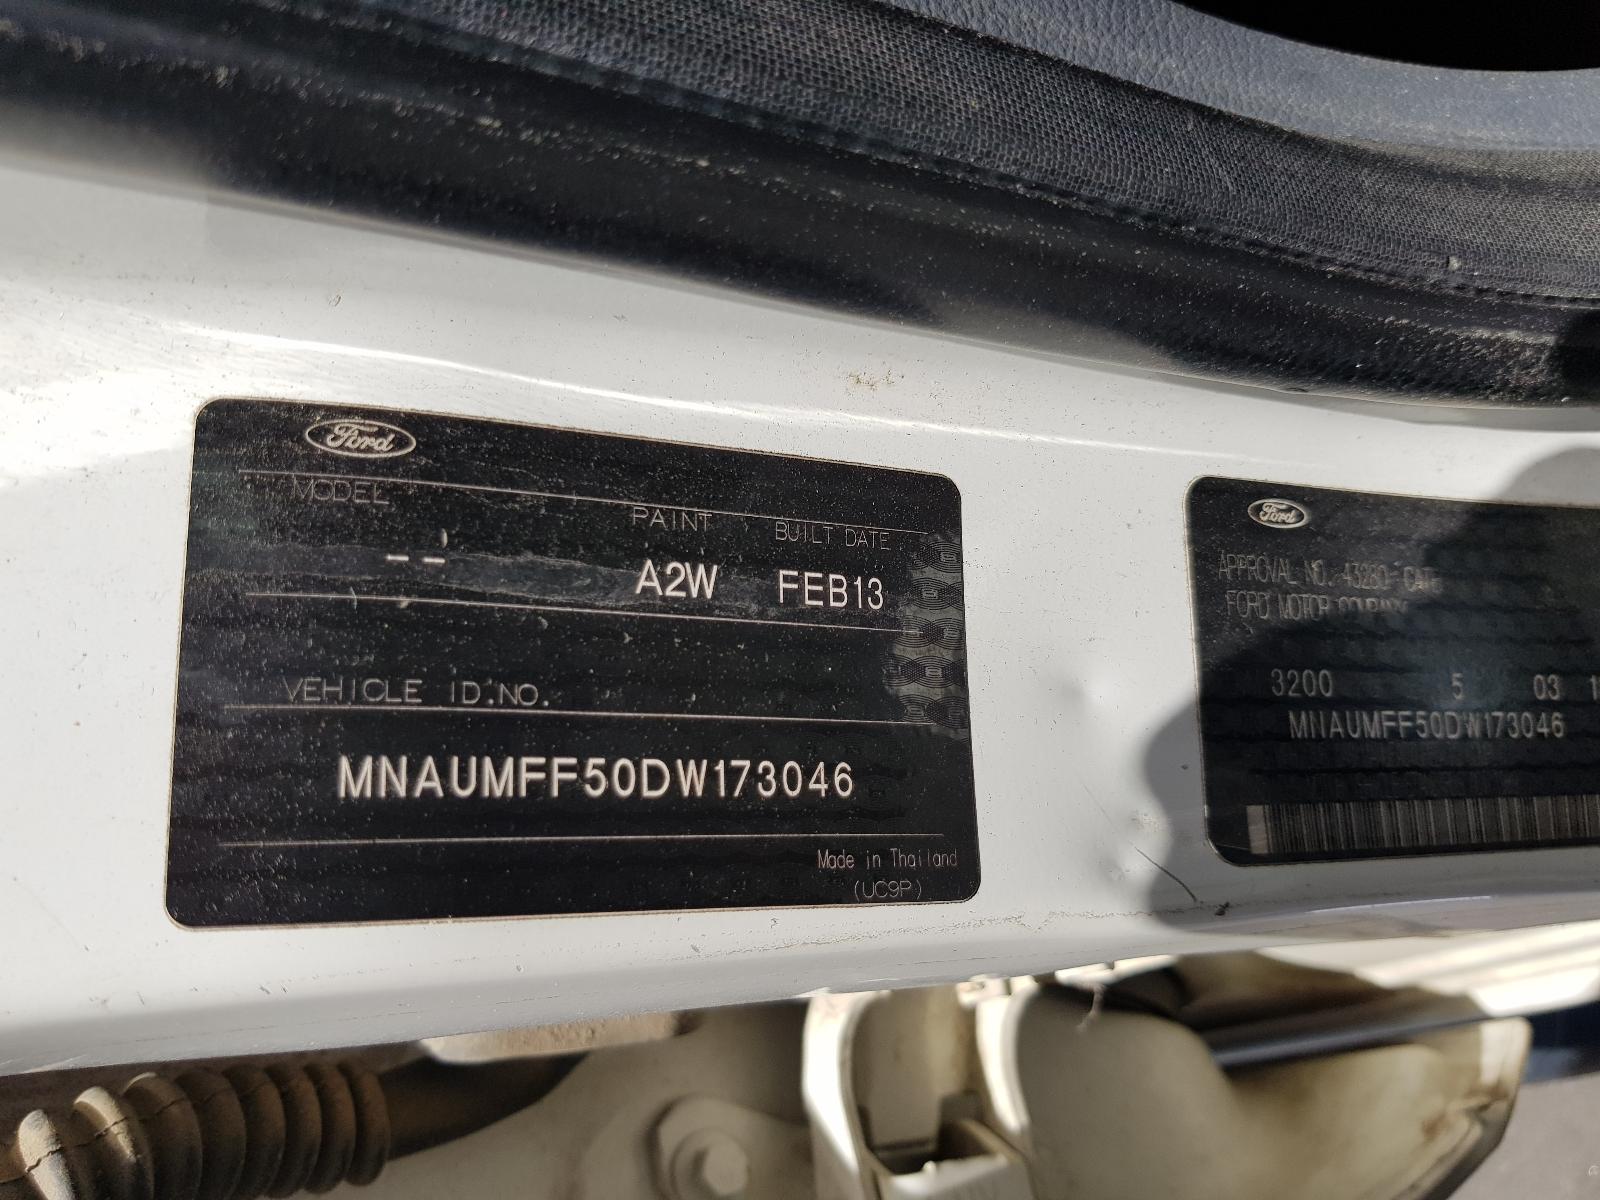 Ford
MODEL PAINT BUILT DATE
-- A2W FEB13
VEHICLE ID.NO.
MNAUMFF50DW173046
Made in Thailand
(UC9P)
Ford
APPROVAL NO. 43280
FORD MOTOR COMPANY
3200 5 03
MNAUMFF50DW173046